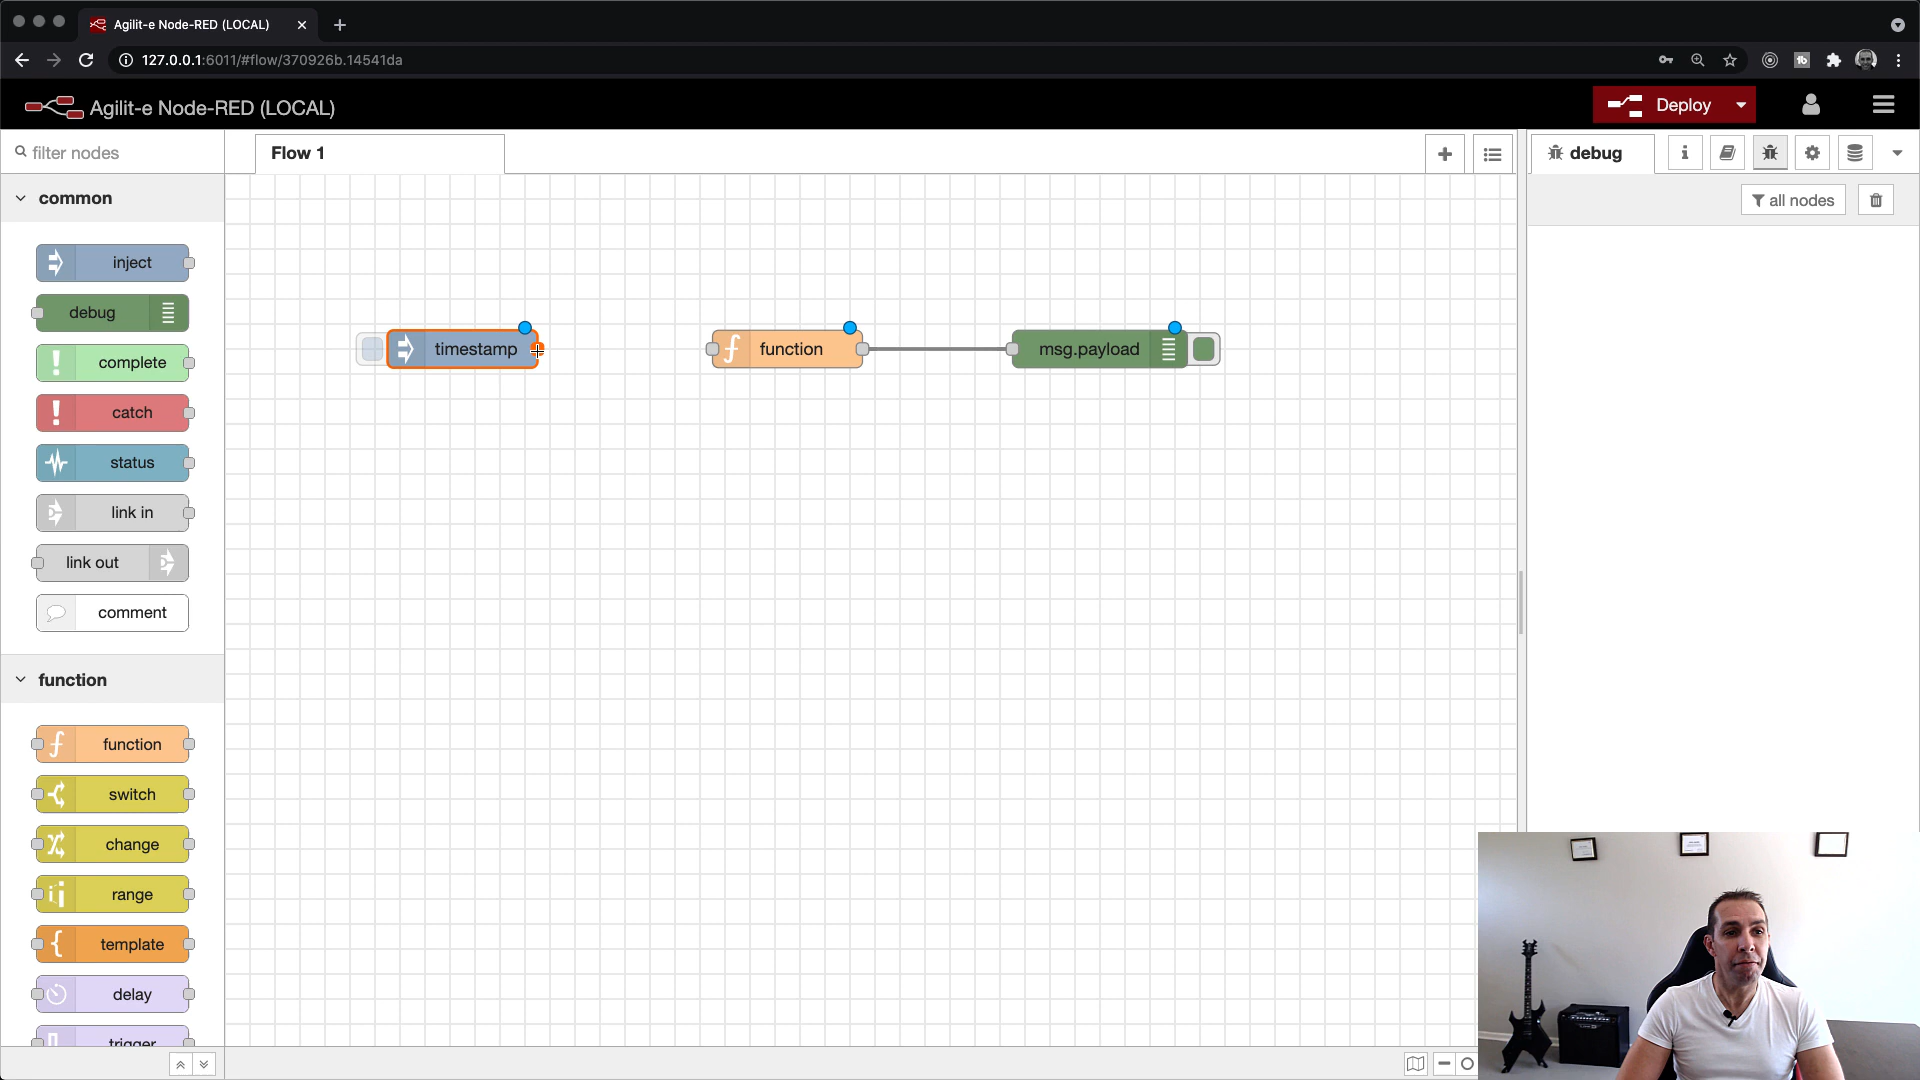 Agilit-e Node-RED (LOCAL)
127.0.0.1:6011/#flow/370926b.14541da
Agilit-e Node-RED (LOCAL)
Deploy
filter nodes
Flow 1
debug
all nodes
common
inject
debug
complete
catch
status
link in
link out
comment
timestamp
function
msg.payload
function
function
switch
change
range
template
delay
trigger